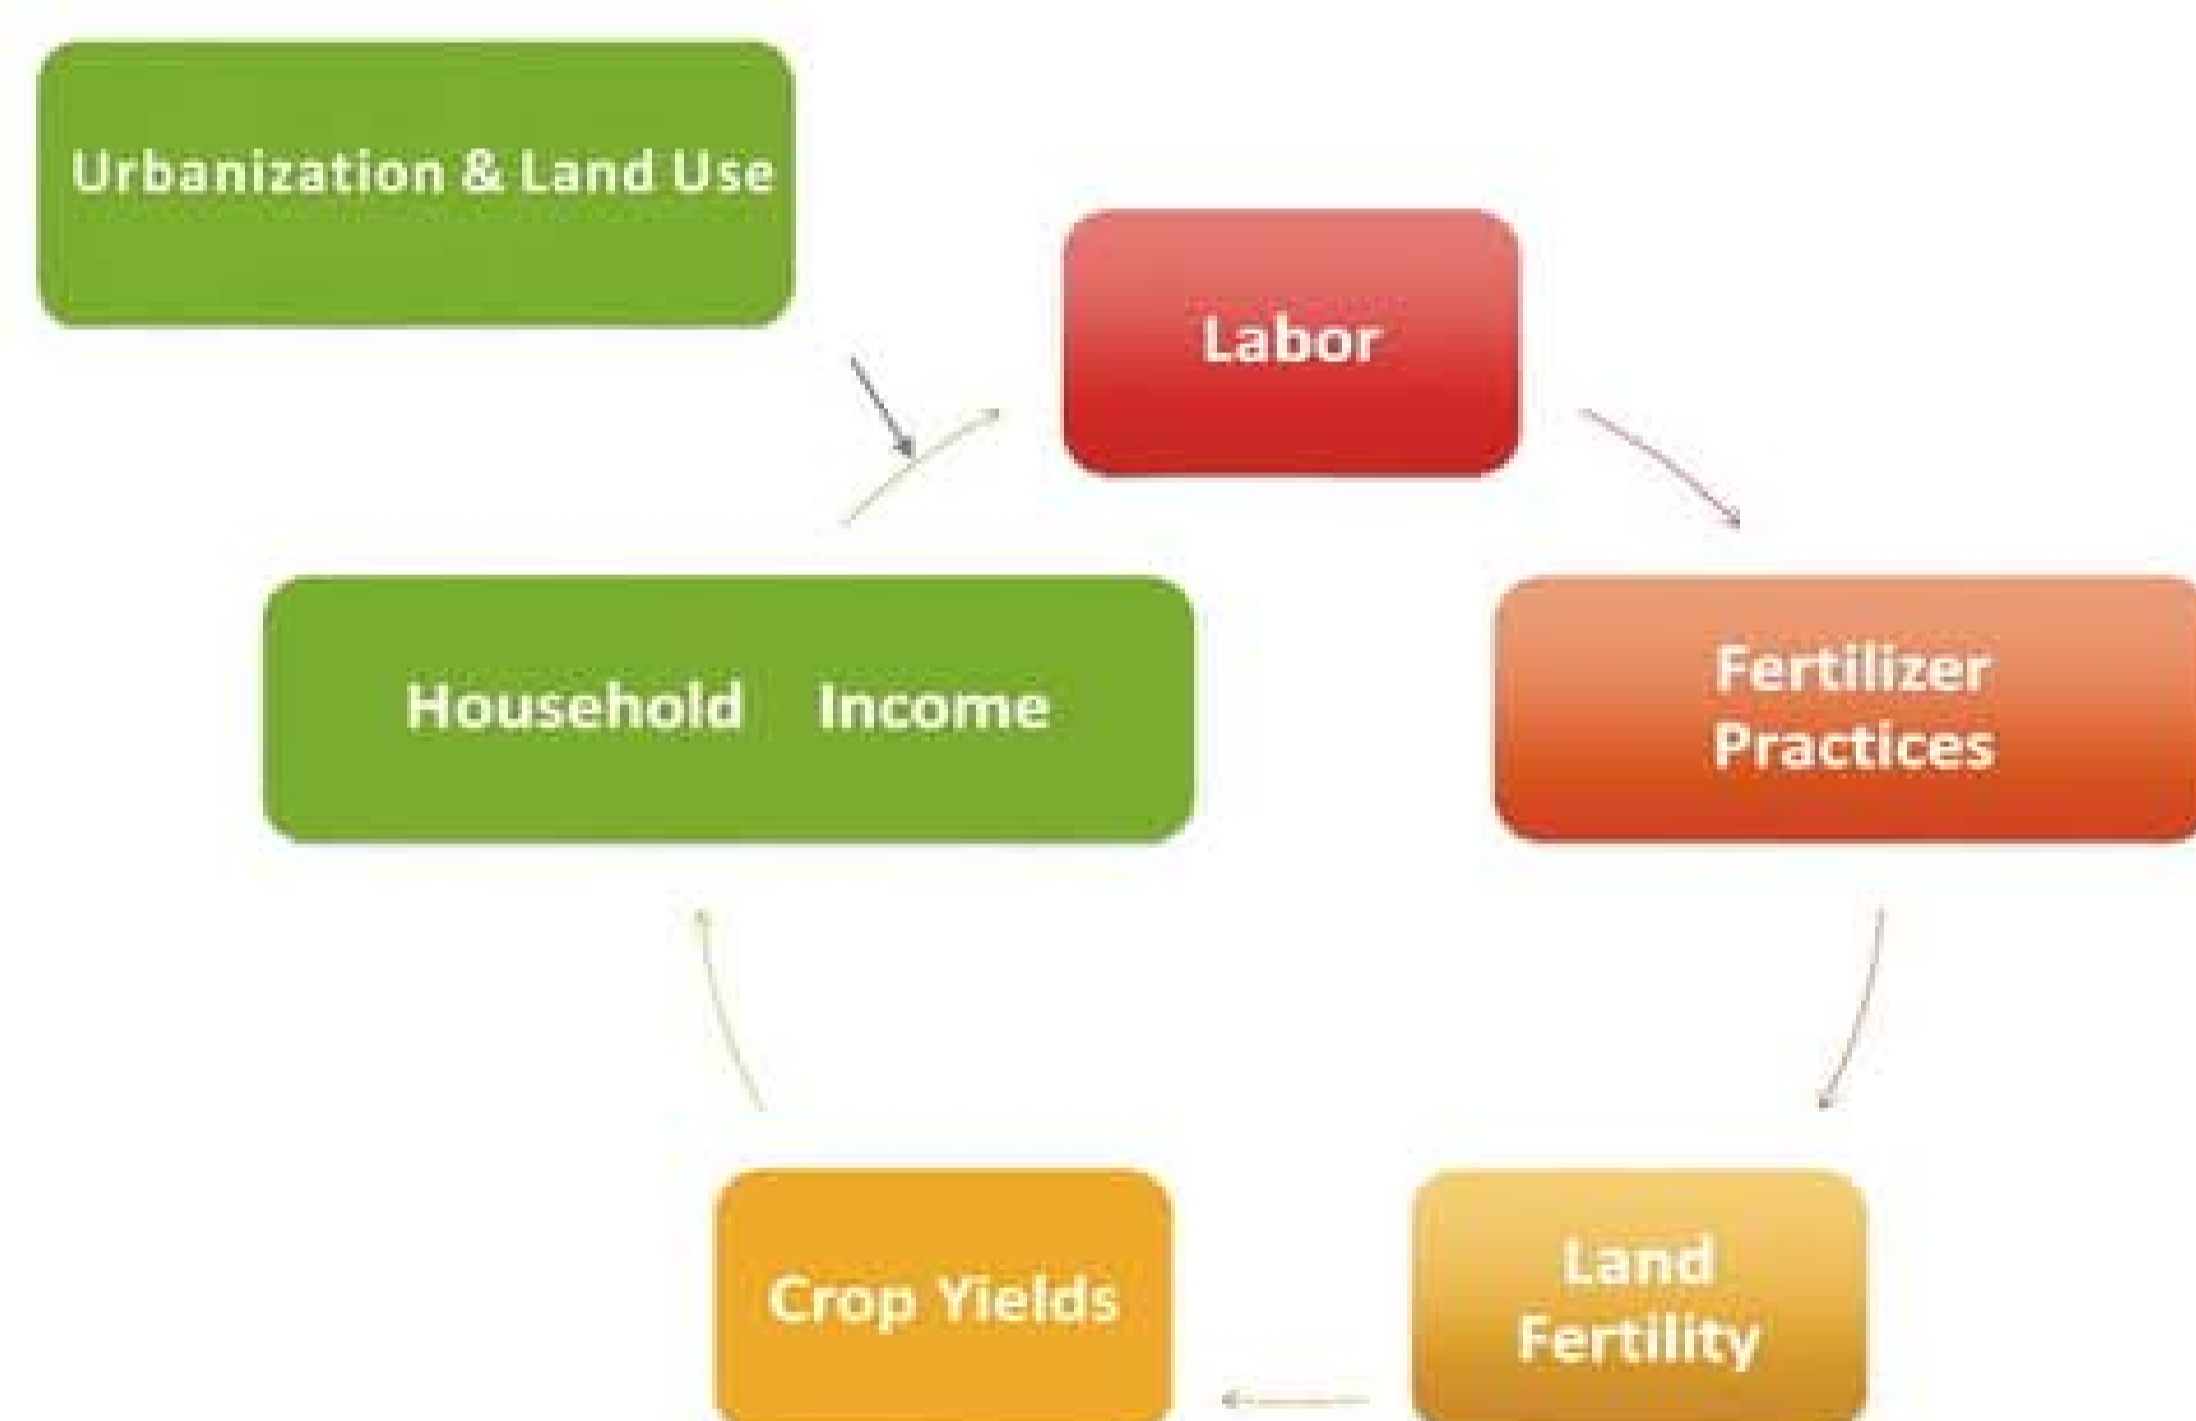 Urbanization & Land Use
Labor
Household Income
Fertilizer
Practices
Crop Yields
Land
Fertility